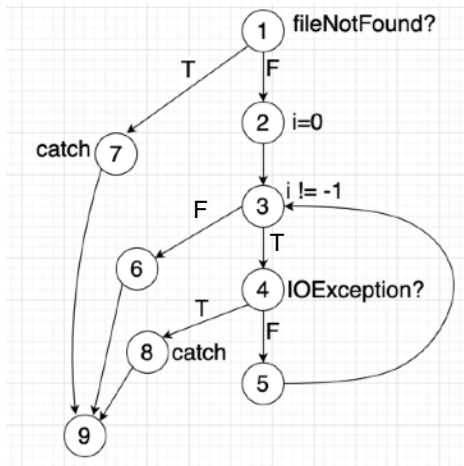 1 fileNotFound?
T F
2 i=0
catch 7
3 i != -1
F T
6
4 IOException?
T F
8 catch
5
9